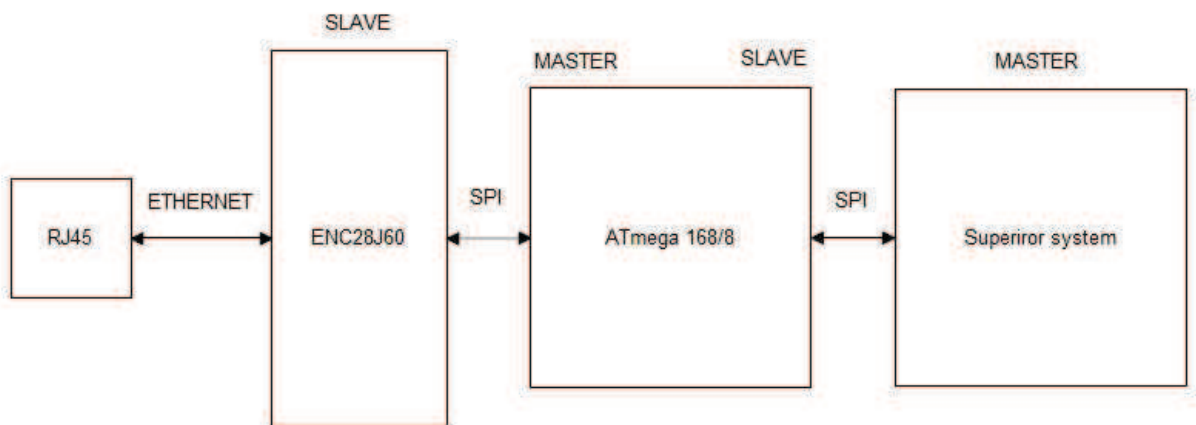 SLAVE
MASTER
SLAVE
MASTER
ETHERNET
SPI
SPI
RJ45
ENC28J60
ATmega 168/8
Superiror system